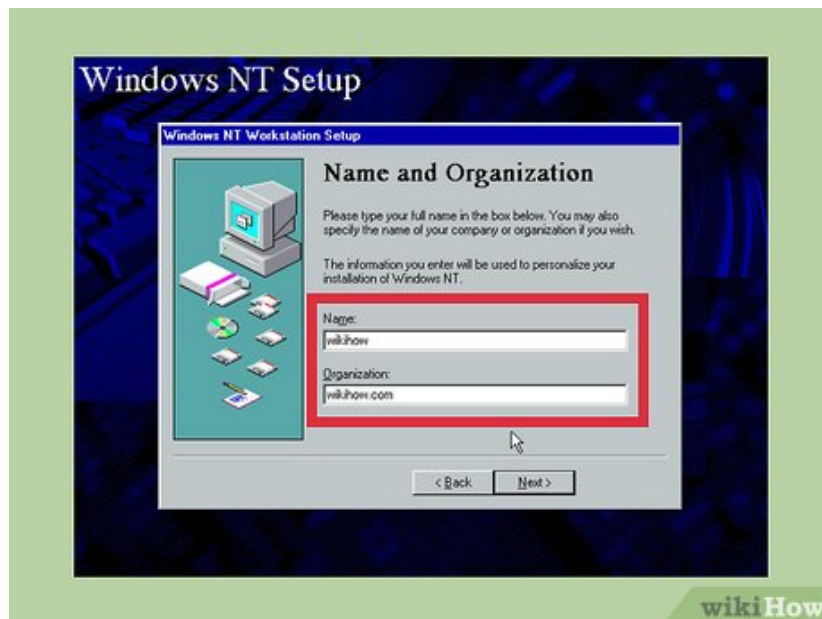 Windows NT Setup
Windows NT Workstation Setup
Name and Organization
Please type your full name in the box below. You may also
specify the name of your company or organization if you wish.
The information you enter will be used to personalize your
installation of Windows NT.
Name:
wikihow
Organization:
wikihow.com
< Back
Next >
wikiHow